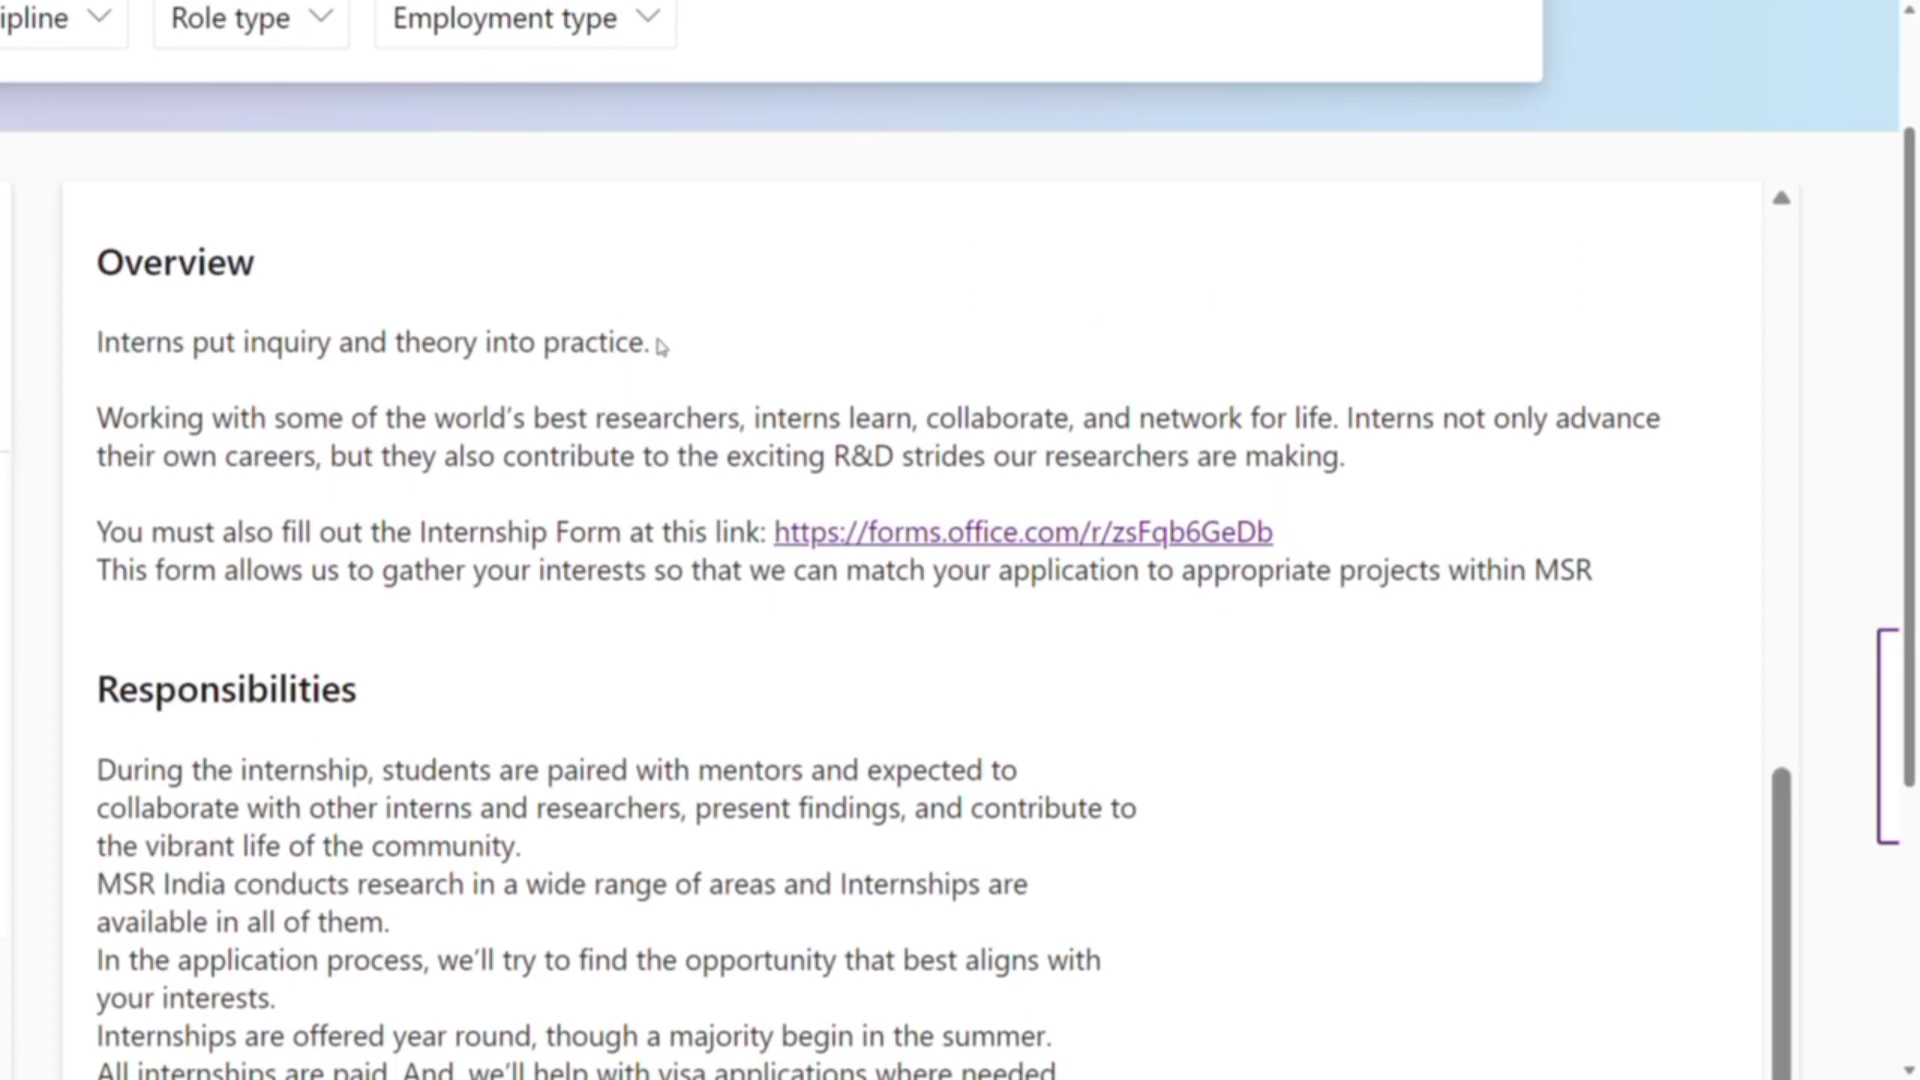 Role type
Employment type
Overview
Interns put inquiry and theory into practice.
Working with some of the world's best researchers, interns learn, collaborate, and network for life. Interns not only advance
their own careers, but they also contribute to the exciting R&D strides our researchers are making.
You must also fill out the Internship Form at this link: https://forms.office.com/r/zsFqb6GeDb
This form allows us to gather your interests so that we can match your application to appropriate projects within MSR
Responsibilities
During the internship, students are paired with mentors and expected to
collaborate with other interns and researchers, present findings, and contribute to
the vibrant life of the community.
MSR India conducts research in a wide range of areas and Internships are
available in all of them.
In the application process, we'll try to find the opportunity that best aligns with
your interests.
Internships are offered year round, though a majority begin in the summer.
All internships are paid. And, we'll help with visa applications where needed